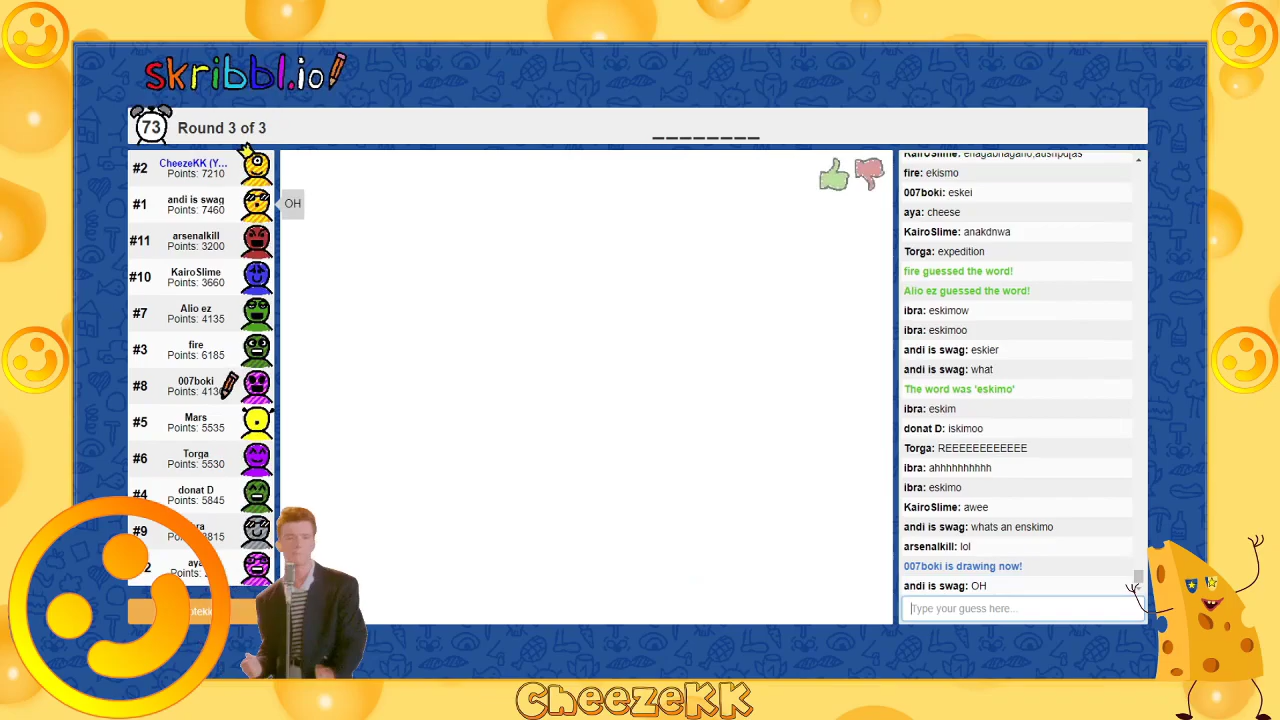 skribbl.io
73
Round 3 of 3
________
#2 CheezeKK (Y...
Points: 7210
#1 andi is swag
Points: 7460
OH
#11 arsenalkill
Points: 3200
#10 KairoSlime
Points: 3660
#7 Alio ez
Points: 4135
#3 fire
Points: 6185
#8 007boki
#5 Mars
Points: 5535
#6 Torga
Points: 5530
#4 donat D
Points: 5845
#9
fire: ekismo
007boki: eskei
aya: cheese
KairoSlime: anakdnwa
Torga: expedition
fire guessed the word!
Alio ez guessed the word!
ibra: eskimow
ibra: eskimoo
andi is swag: eskier
andi is swag: what
The word was 'eskimo'
ibra: eskim
donat D: iskimoo
Torga: REEEEEEEEEEEE
ibra: ahhhhhhhhhh
ibra: eskimo
KairoSlime: awee
andi is swag: whats an enskimo
arsenalkill: lol
007boki is drawing now!
andi is swag: OH
Type your guess here...
CheezeKK